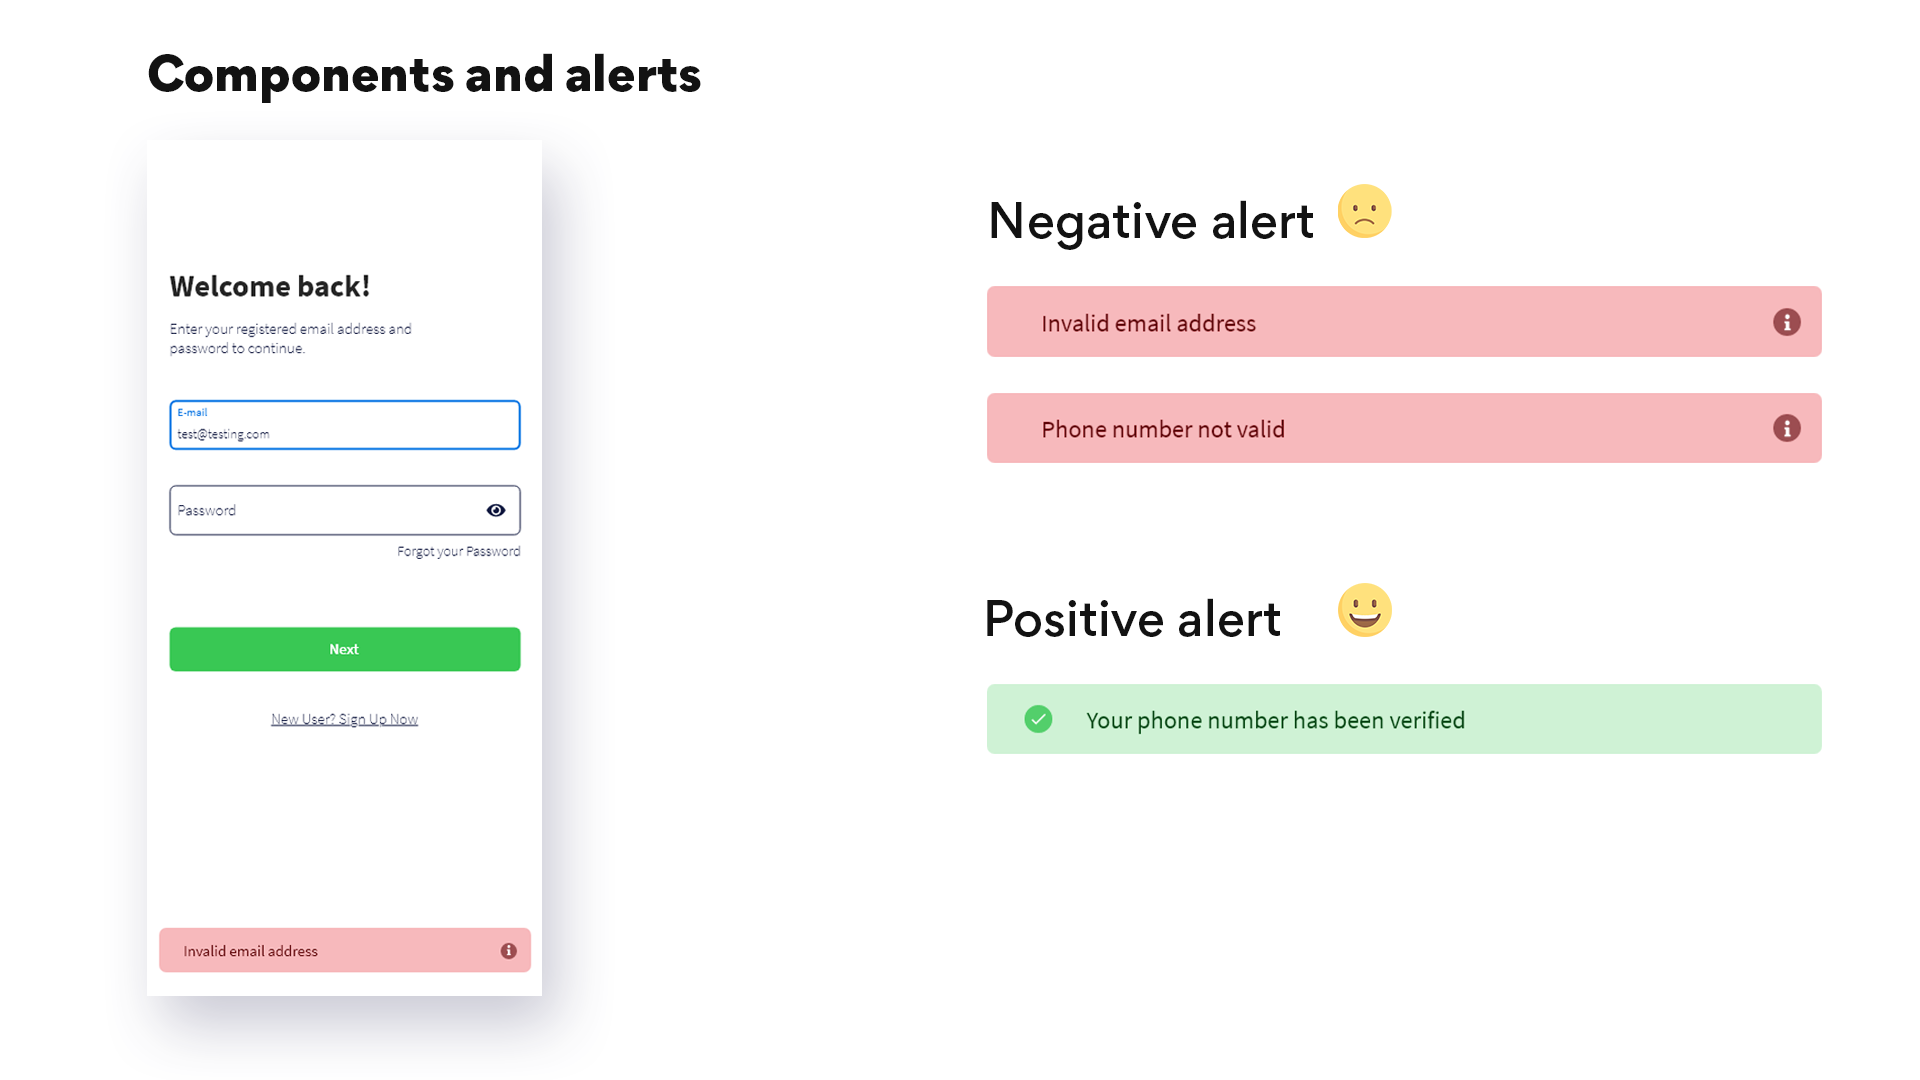 Components and alerts
Welcome back!
Enter your registered email address and
password to continue.
E-mail
test@testing.com
Password
Forgot your Password
Next
New User? Sign Up Now
Invalid email address
Negative alert
Invalid email address
Phone number not valid
Positive alert
Your phone number has been verified